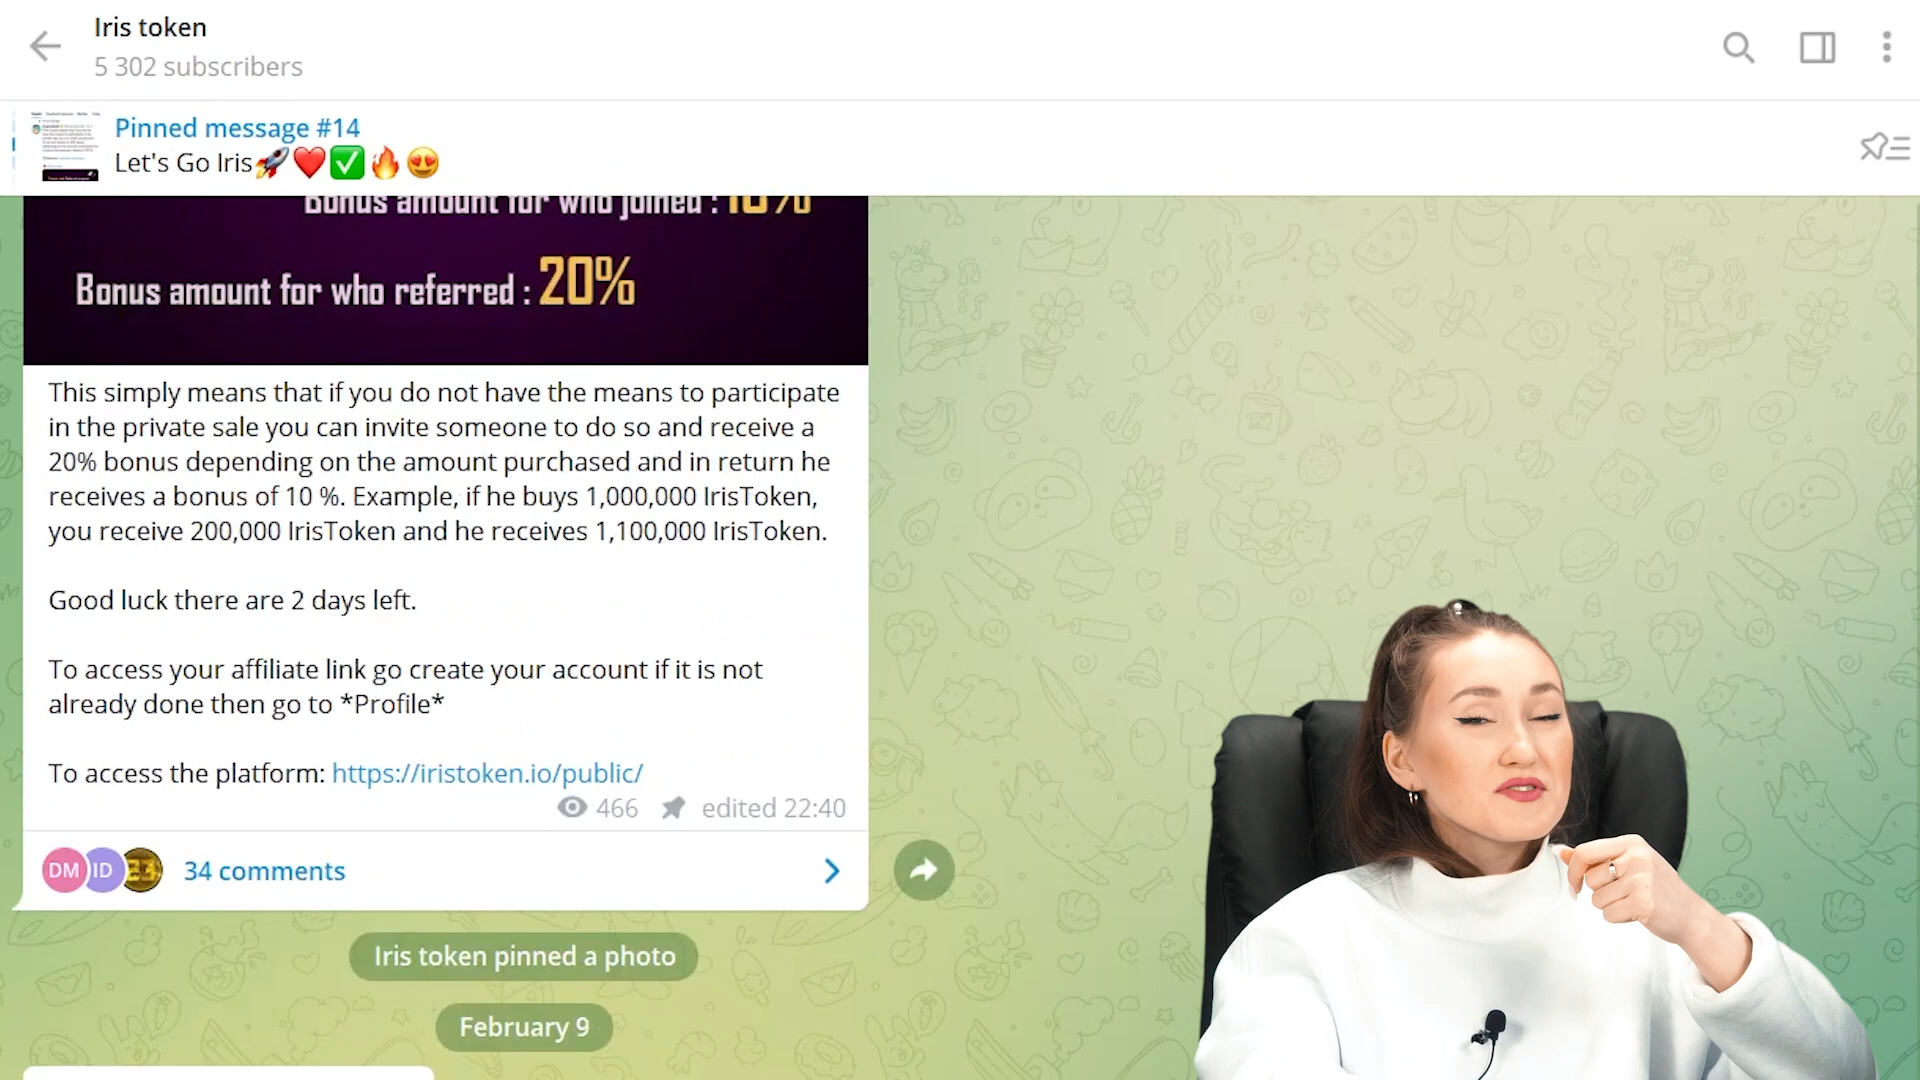 Iris token
5 302 subscribers
Pinned message #14
Let's Go Iris🚀❤️✅🔥😍
Bonus amount for who joined : 10%
Bonus amount for who referred : 20%
This simply means that if you do not have the means to participate
in the private sale you can invite someone to do so and receive a
20% bonus depending on the amount purchased and in return he
receives a bonus of 10 %. Example, if he buys 1,000,000 IrisToken,
you receive 200,000 IrisToken and he receives 1,100,000 IrisToken.
Good luck there are 2 days left.
To access your affiliate link go create your account if it is not
already done then go to *Profile*
To access the platform: https://iristoken.io/public/
466 edited 22:40
DM ID 34 comments
Iris token pinned a photo
February 9